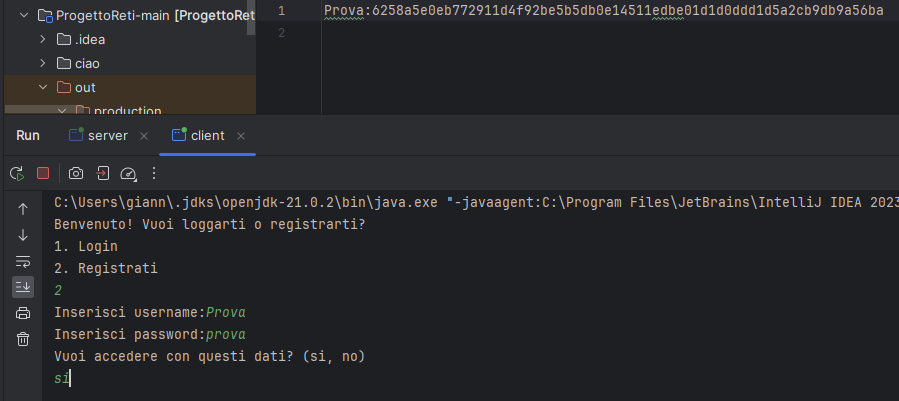 ProgettoReti-main [ProgettoRet
.idea
ciao
out
production
1 Prova:6258a5e0eb772911d4f92be5b5db0e14511edbe01d1d0ddd1d5a2cb9db9a56ba
2
Run server client
C:\Users\giann\.jdks\openjdk-21.0.2\bin\java.exe "-javaagent:C:\Program Files\JetBrains\IntelliJ IDEA 2023
Benvenuto! Vuoi loggarti o registrarti?
1. Login
2. Registrati
2
Inserisci username:Prova
Inserisci password:prova
Vuoi accedere con questi dati? (si, no)
si